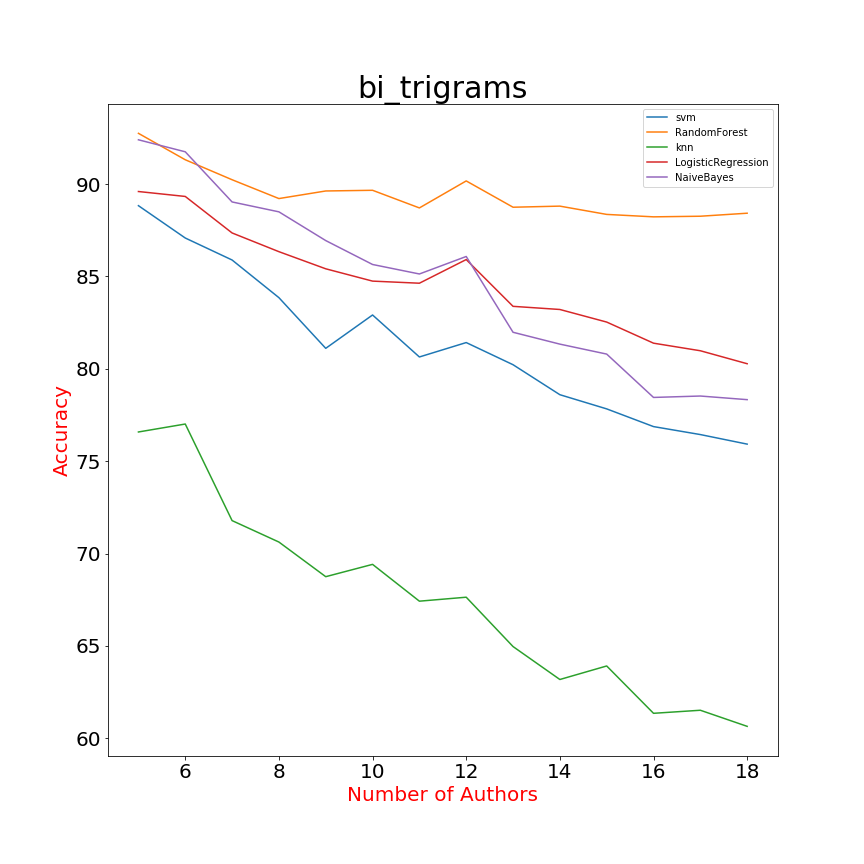 bi_trigrams
svm
RandomForest
knn
LogisticRegression
NaiveBayes
90
85
80
75
70
65
60
Accuracy
6 8 10 12 14 16 18
Number of Authors